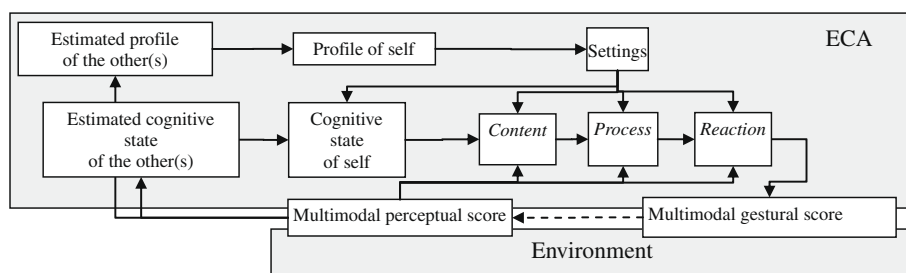 Estimated profile
of the other(s)
Profile of self
Settings
ECA
Estimated cognitive
state
of the other(s)
Cognitive
state
of self
Content
Process
Reaction
Multimodal perceptual score
Multimodal gestural score
Environment